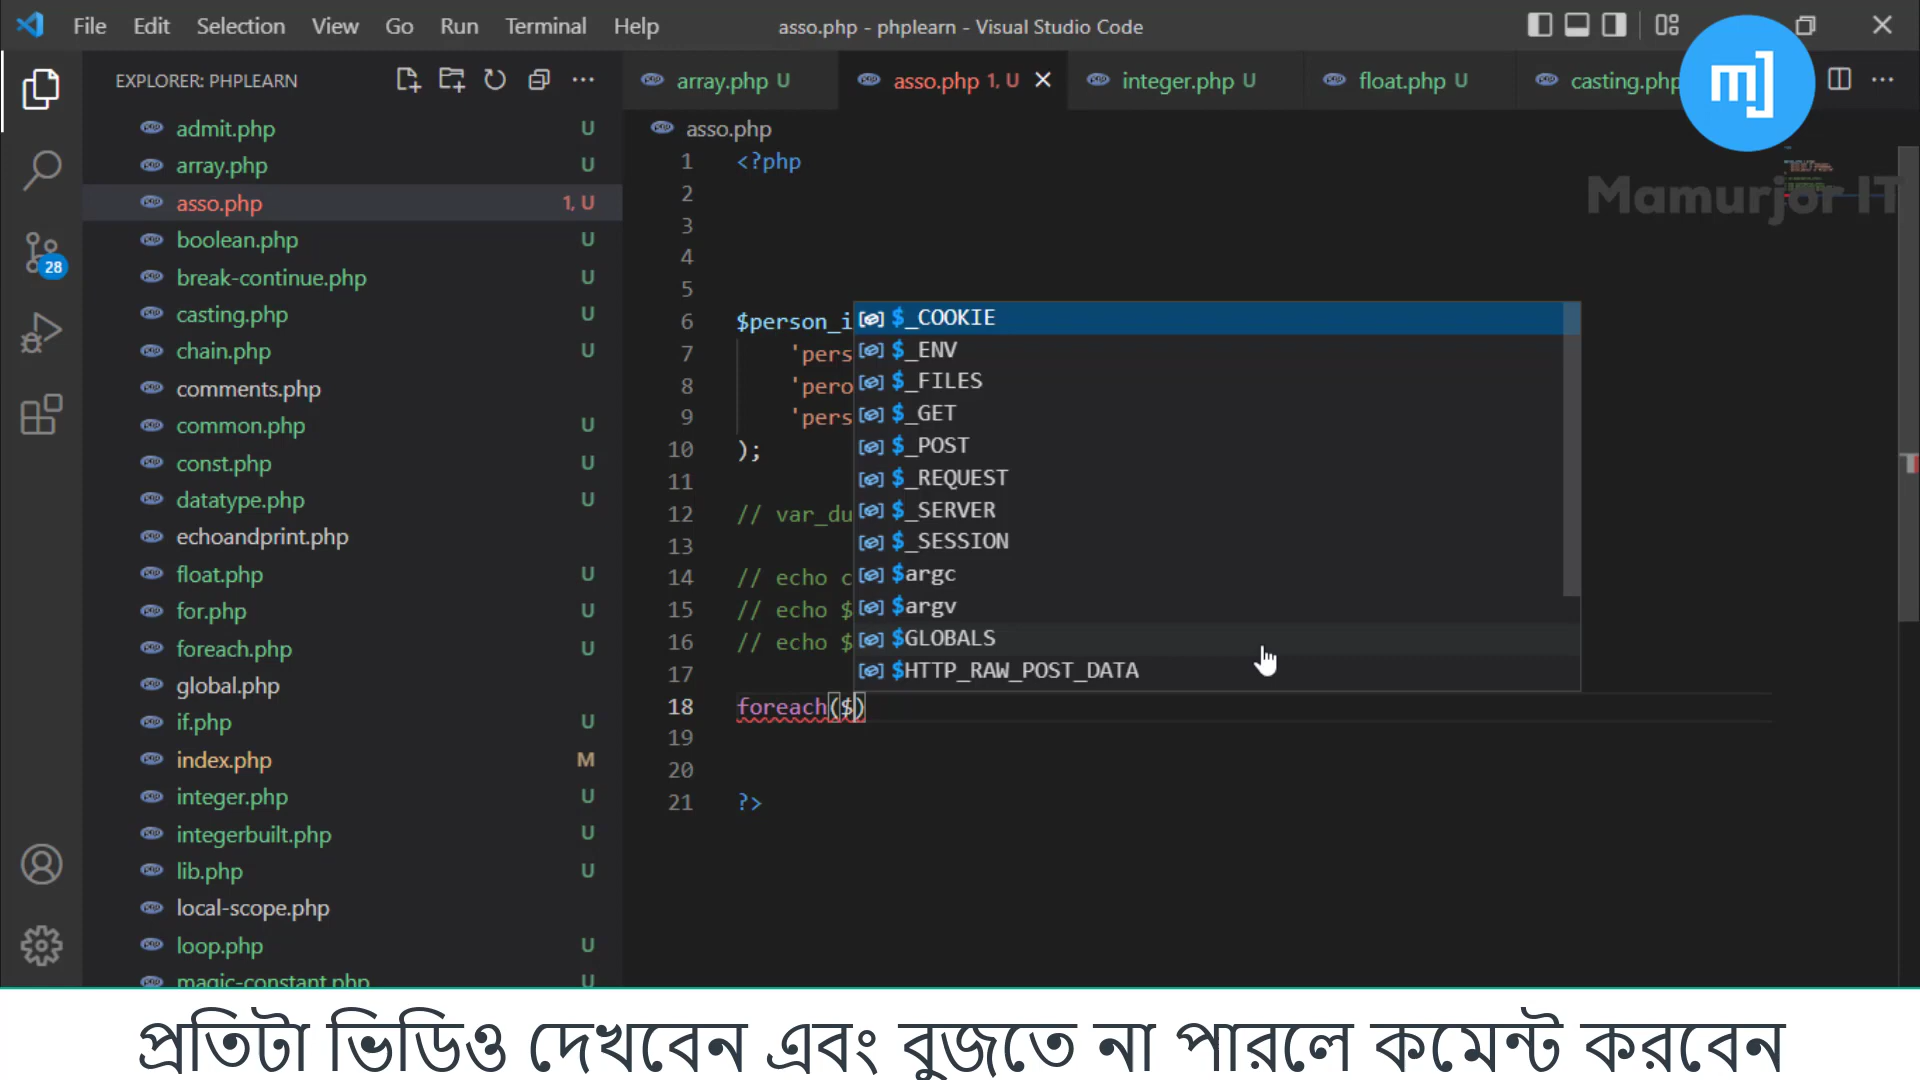 File Edit Selection View Go Run Terminal Help
asso.php - phplearn - Visual Studio Code
EXPLORER: PHPLEARN
admit.php U
array.php U
asso.php 1, U
boolean.php U
break-continue.php U
casting.php U
chain.php U
comments.php
common.php U
const.php U
datatype.php U
echoandprint.php
float.php U
for.php U
foreach.php U
global.php
if.php U
index.php M
integer.php U
integerbuilt.php U
lib.php U
local-scope.php
loop.php U
magic-constant.php U
28
array.php U asso.php 1, U integer.php U float.php U casting.php
m]
Mamurjor IT
asso.php
1 <?php
2
3
4
5
6 $person_i
7 'pers
8 'pero
9 'pers
10 );
11
12 // var_du
13
14 // echo c
15 // echo $
16 // echo $
17
18 foreach($)
19
20
21 ?>
$_COOKIE
$_ENV
$_FILES
$_GET
$_POST
$_REQUEST
$_SERVER
$_SESSION
$argc
$argv
$GLOBALS
$HTTP_RAW_POST_DATA
প্রতিটা ভিডিও দেখবেন এবং বুজতে না পারলে কমেন্ট করবেন